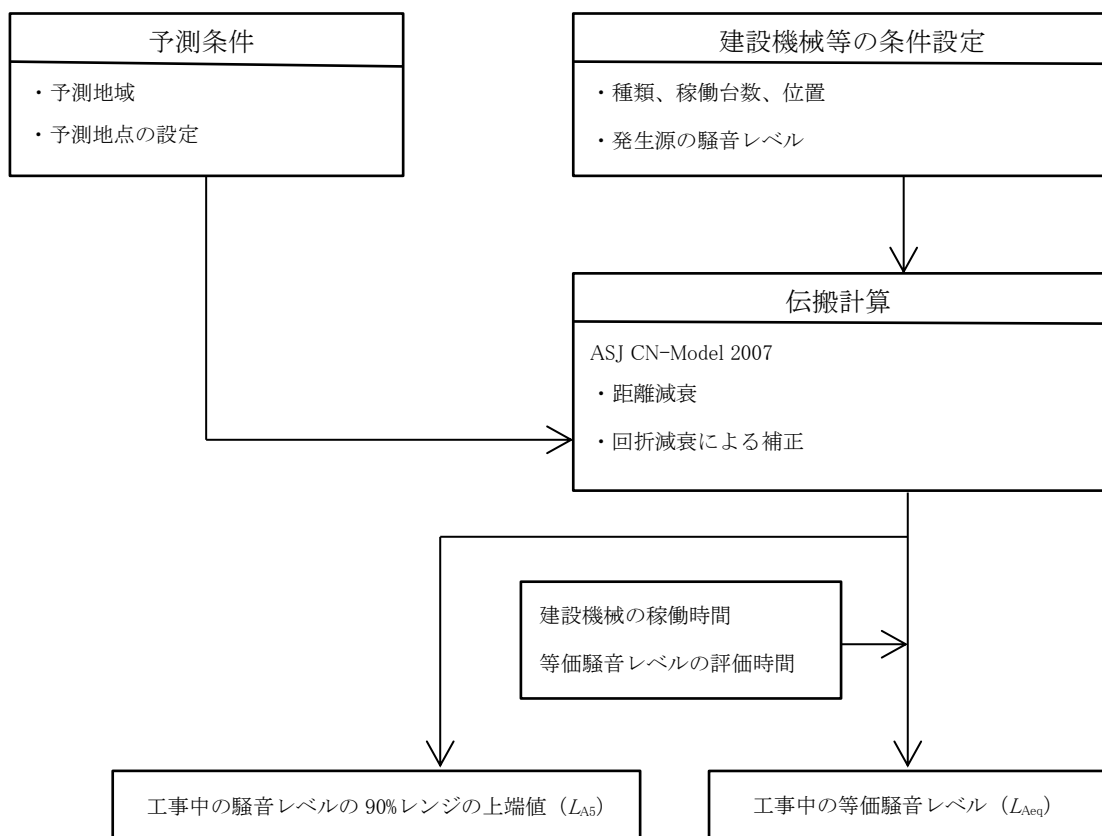 予測条件
・予測地域
・予測地点の設定
建設機械等の条件設定
・種類、稼働台数、位置
・発生源の騒音レベル
伝搬計算
ASJ CN-Model 2007
・距離減衰
・回折減衰による補正
建設機械の稼働時間
等価騒音レベルの評価時間
工事中の騒音レベルの 90%レンジの上端値（LA5）
工事中の等価騒音レベル（LAeq）